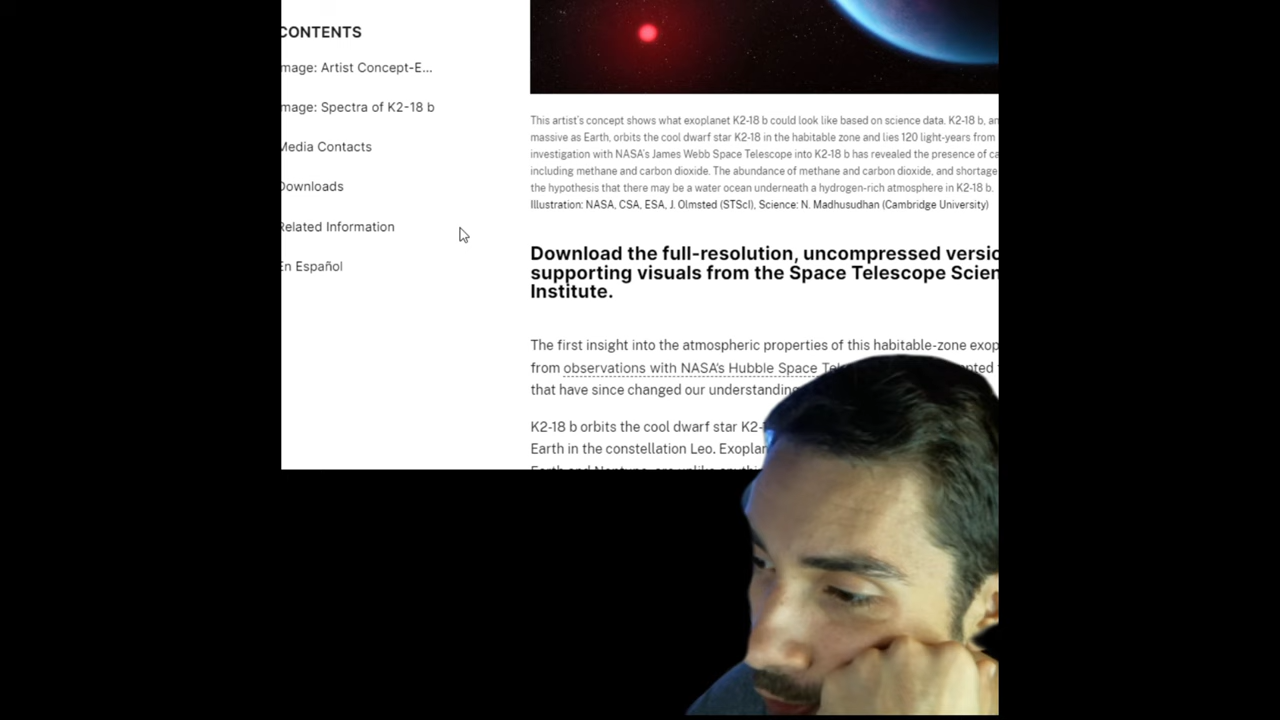 CONTENTS
mage: Artist Concept-E...
mage: Spectra of K2-18 b
Media Contacts
Downloads
Related Information
En Español
This artist's concept shows what exoplanet K2-18 b could look like based on science data. K2-18 b, an
massive as Earth, orbits the cool dwarf star K2-18 in the habitable zone and lies 120 light-years from
investigation with NASA's James Webb Space Telescope into K2-18 b has revealed the presence of ca
including methane and carbon dioxide. The abundance of methane and carbon dioxide, and shortage
the hypothesis that there may be a water ocean underneath a hydrogen-rich atmosphere in K2-18 b.
Illustration: NASA, CSA, ESA, J. Olmsted (STScI), Science: N. Madhusudhan (Cambridge University)
Download the full-resolution, uncompressed versio
supporting visuals from the Space Telescope Scien
Institute.
The first insight into the atmospheric properties of this habitable-zone exop
from observations with NASA's Hubble Space Tel
that have since changed our understanding
K2-18 b orbits the cool dwarf star K2-
Earth in the constellation Leo. Exoplan
Earth and Neptune, are unlike